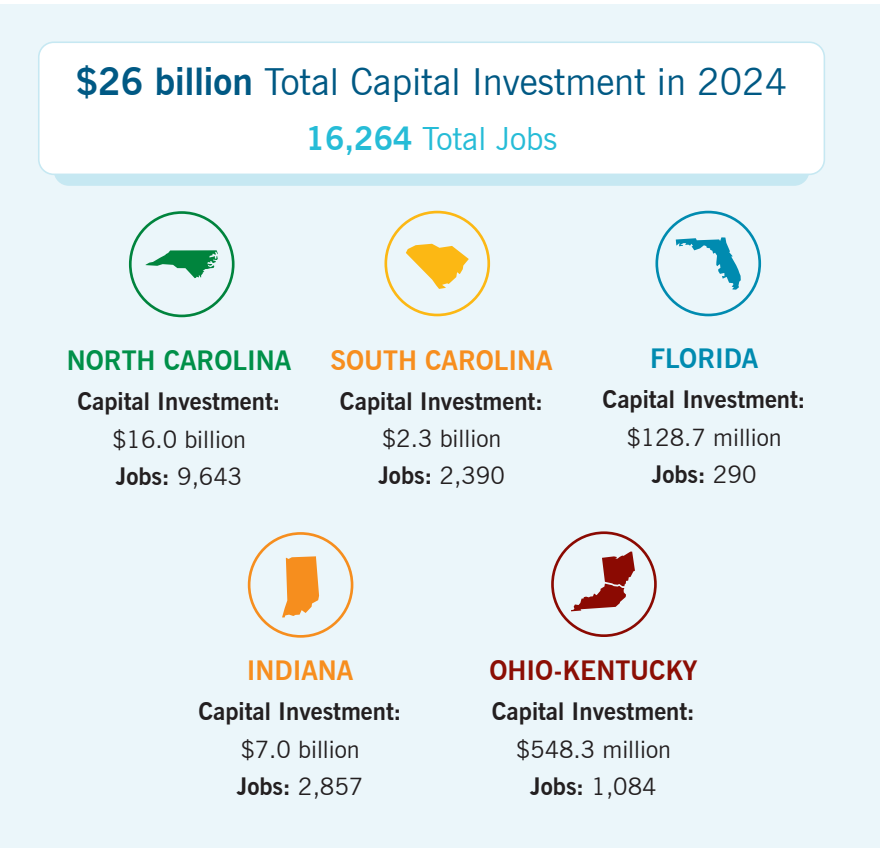 $26 billion Total Capital Investment in 2024
16,264 Total Jobs
NORTH CAROLINA
Capital Investment:
$16.0 billion
Jobs: 9,643
SOUTH CAROLINA
Capital Investment:
$2.3 billion
Jobs: 2,390
FLORIDA
Capital Investment:
$128.7 million
Jobs: 290
INDIANA
Capital Investment:
$7.0 billion
Jobs: 2,857
OHIO-KENTUCKY
Capital Investment:
$548.3 million
Jobs: 1,084